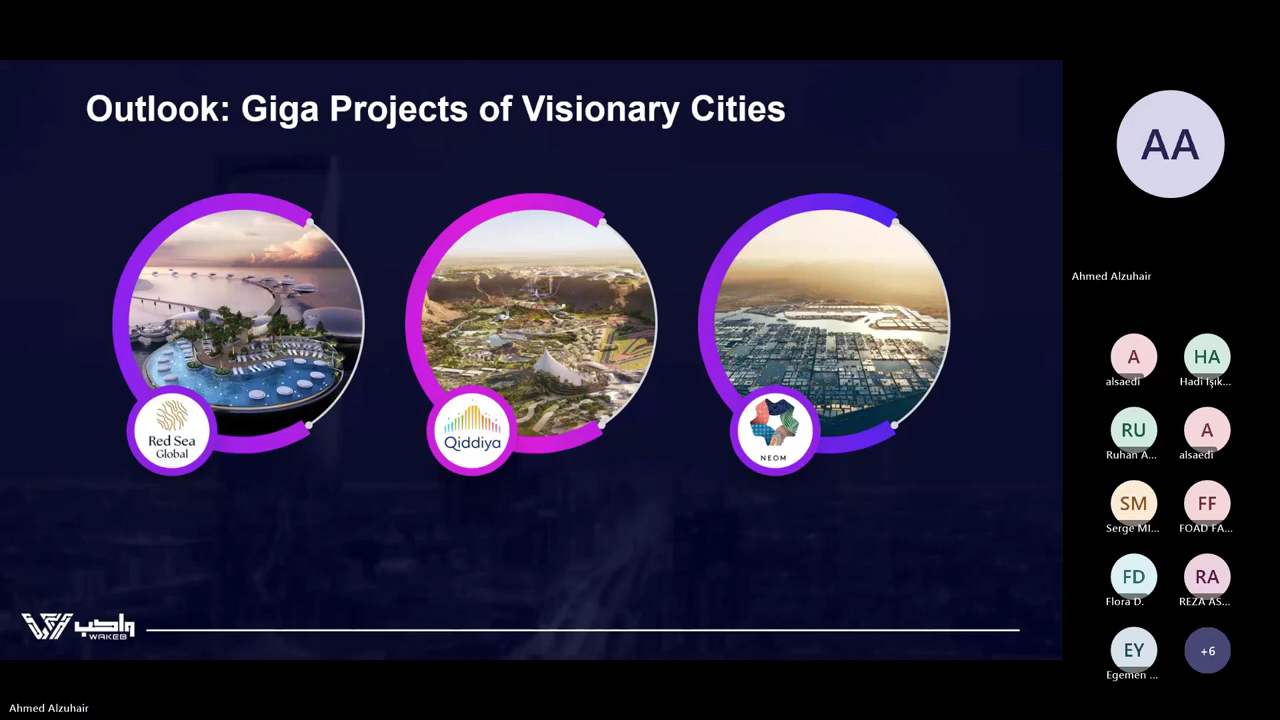 Outlook: Giga Projects of Visionary Cities
Red Sea
Global
Qiddiya
NEOM
واكب
WAKEB
AA
Ahmed Alzuhair
A
alsaedi
HA
Hadi Işık...
RU
Ruhan A...
A
alsaedi
SM
Serge MI...
FF
FOAD FA...
FD
Flora D.
RA
REZA AS...
EY
Egemen ...
+6
Ahmed Alzuhair